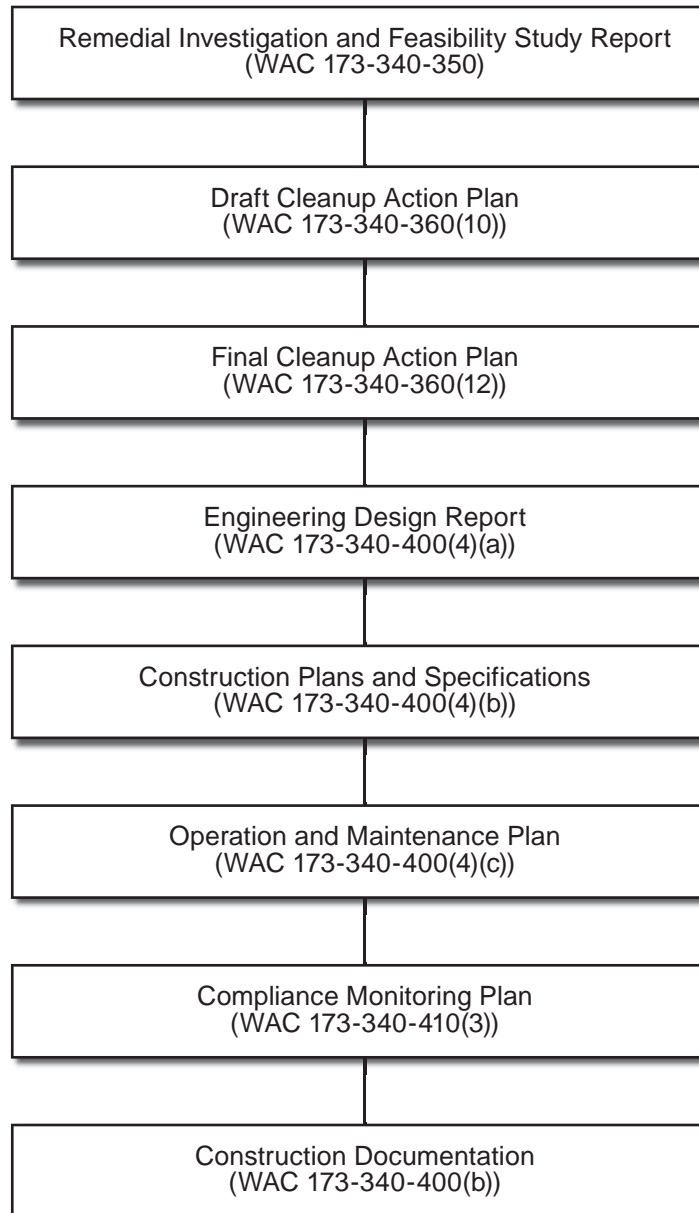 Remedial Investigation and Feasibility Study Report
(WAC 173-340-350)
Draft Cleanup Action Plan
(WAC 173-340-360(10))
Final Cleanup Action Plan
(WAC 173-340-360(12))
Engineering Design Report
(WAC 173-340-400(4)(a))
Construction Plans and Specifications
(WAC 173-340-400(4)(b))
Operation and Maintenance Plan
(WAC 173-340-400(4)(c))
Compliance Monitoring Plan
(WAC 173-340-410(3))
Construction Documentation
(WAC 173-340-400(b))